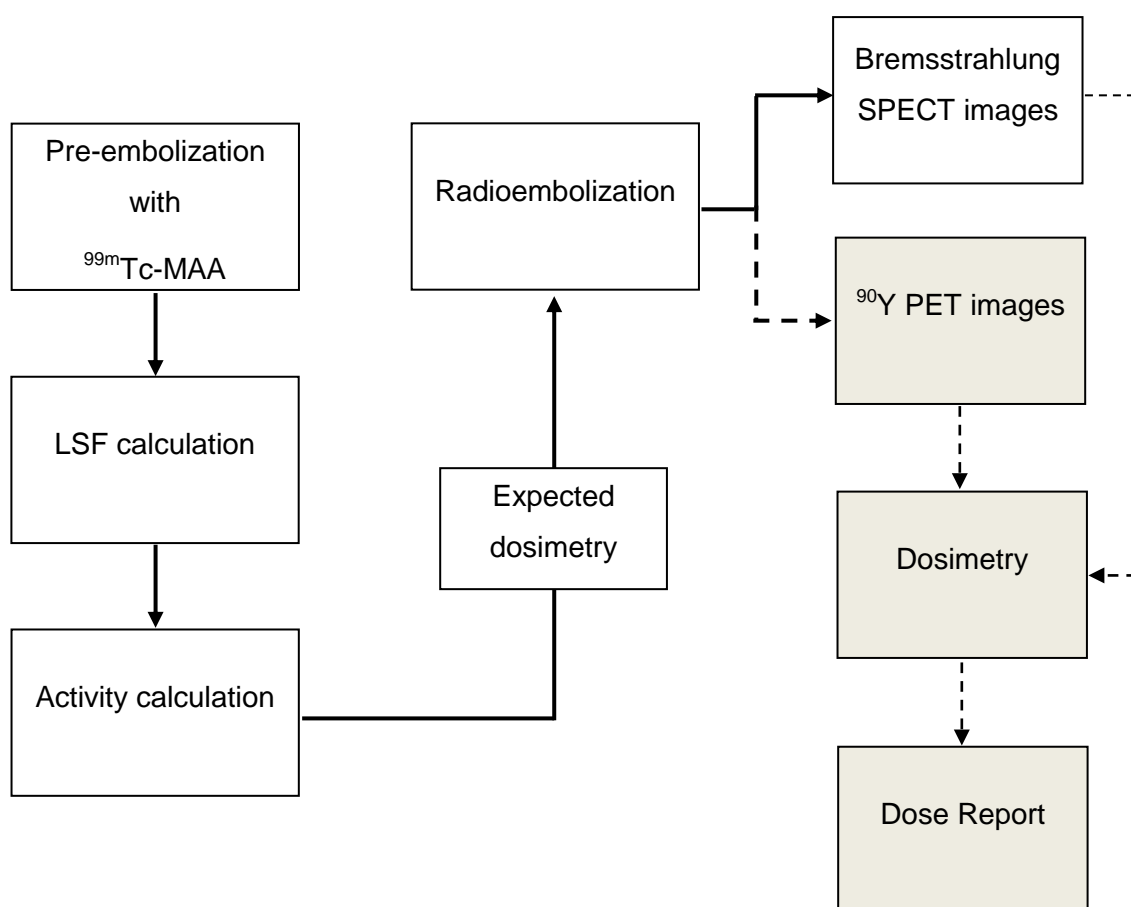 Pre-embolization
with
⁹⁹ᵐTc-MAA
LSF calculation
Activity calculation
Expected
dosimetry
Radioembolization
Bremsstrahlung
SPECT images
⁹⁰Y PET images
Dosimetry
Dose Report